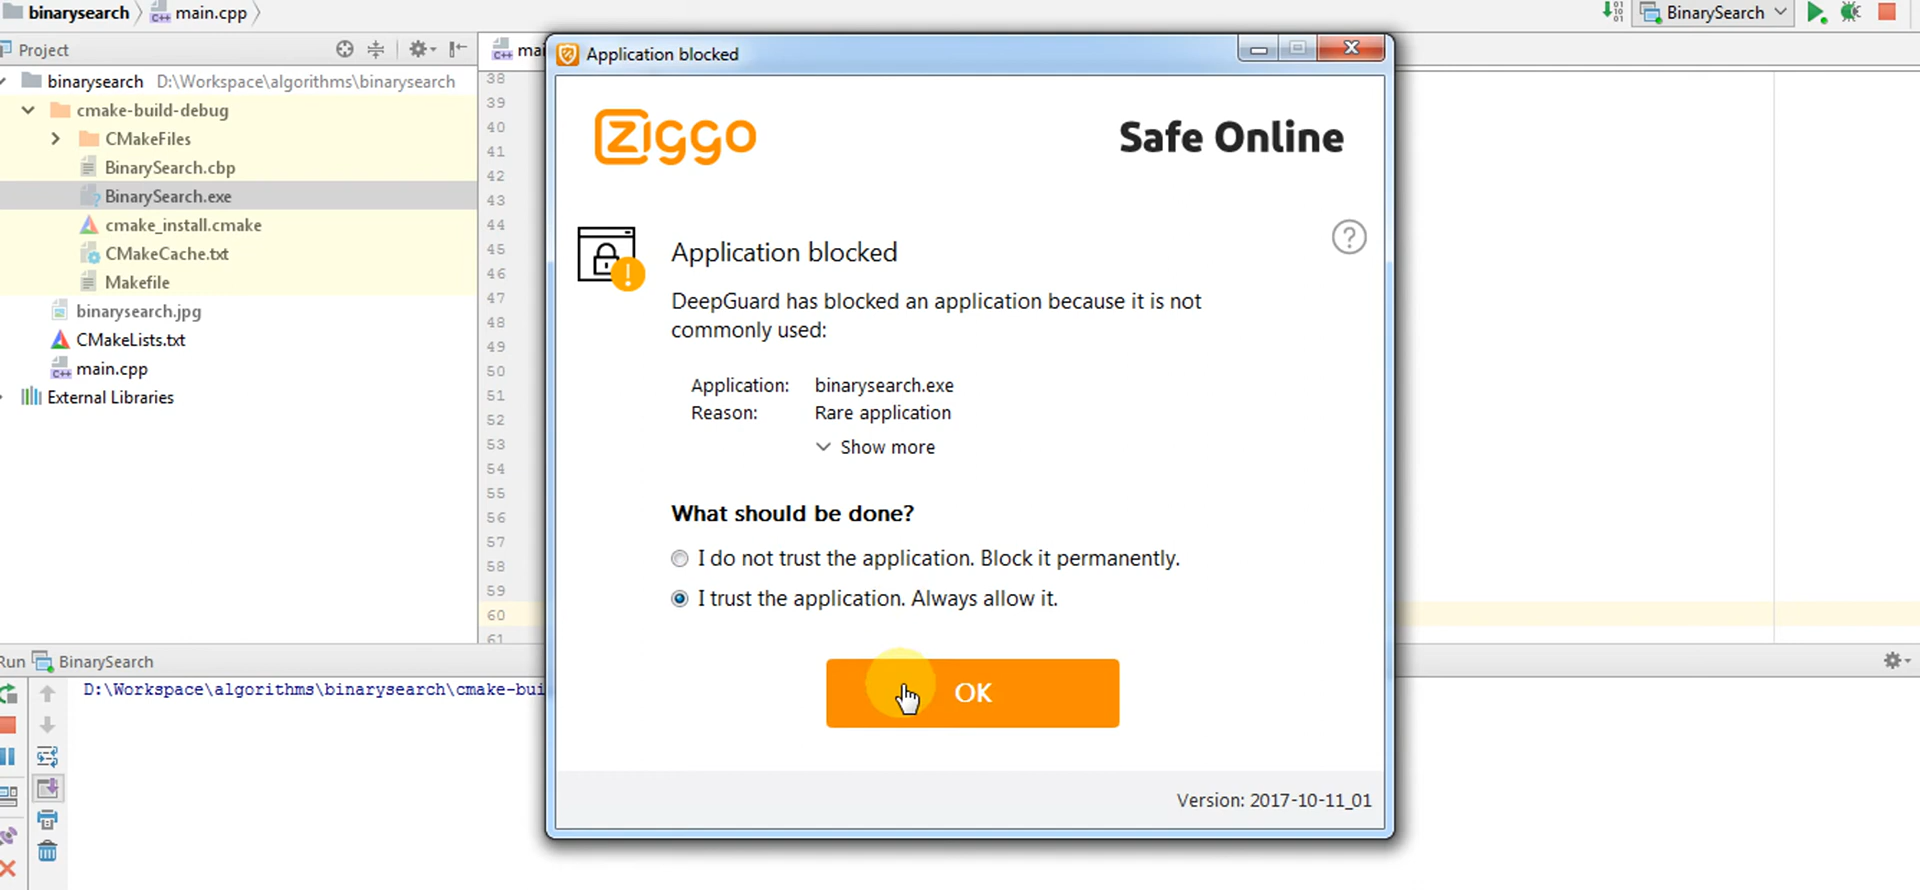 binarysearch main.cpp
BinarySearch
Project
mai
binarysearch D:\Workspace\algorithms\binarysearch
cmake-build-debug
CMakeFiles
BinarySearch.cbp
BinarySearch.exe
cmake_install.cmake
CMakeCache.txt
Makefile
binarysearch.jpg
CMakeLists.txt
main.cpp
External Libraries
38
39
40
41
42
43
44
45
46
47
48
49
50
51
52
53
54
55
56
57
58
59
60
61
Application blocked
Ziggo
Safe Online
Application blocked
DeepGuard has blocked an application because it is not
commonly used:
Application: binarysearch.exe
Reason: Rare application
Show more
What should be done?
I do not trust the application. Block it permanently.
I trust the application. Always allow it.
OK
Version: 2017-10-11_01
Run BinarySearch
D:\Workspace\algorithms\binarysearch\cmake-bui